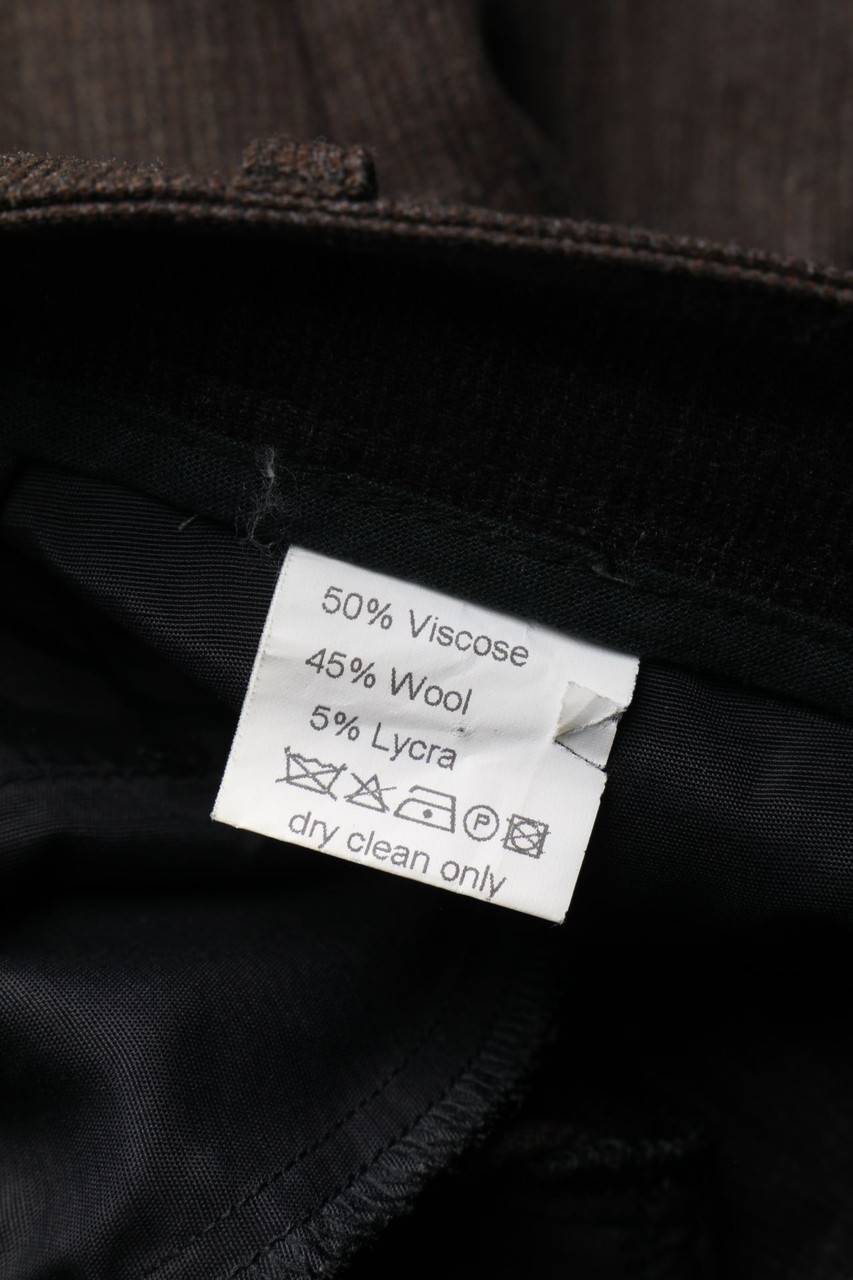 50% Viscose
45% Wool
5% Lycra
P
dry clean only